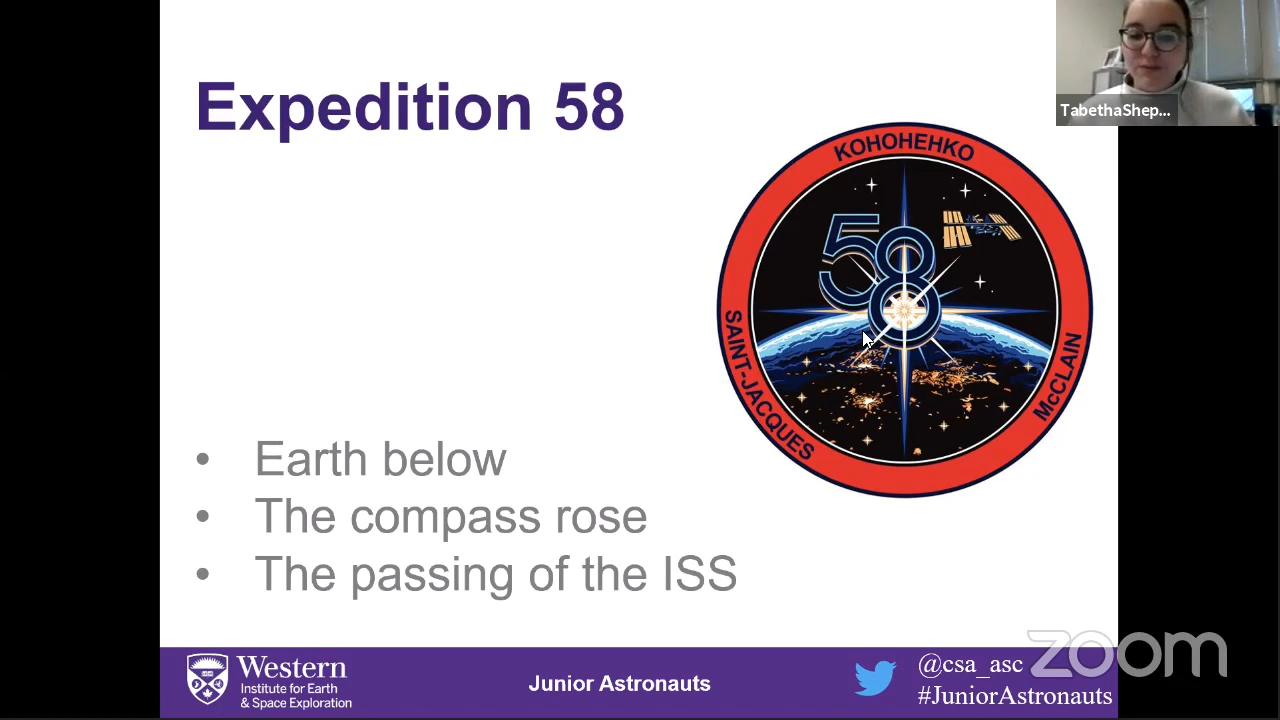 Expedition 58
TabethaShep...
КОНОНЕНКО
58
SAINT-JACQUES
McCLAIN
• Earth below
• The compass rose
• The passing of the ISS
Western
Institute for Earth
& Space Exploration
Junior Astronauts
@csa_asc
#JuniorAstronauts
zoom